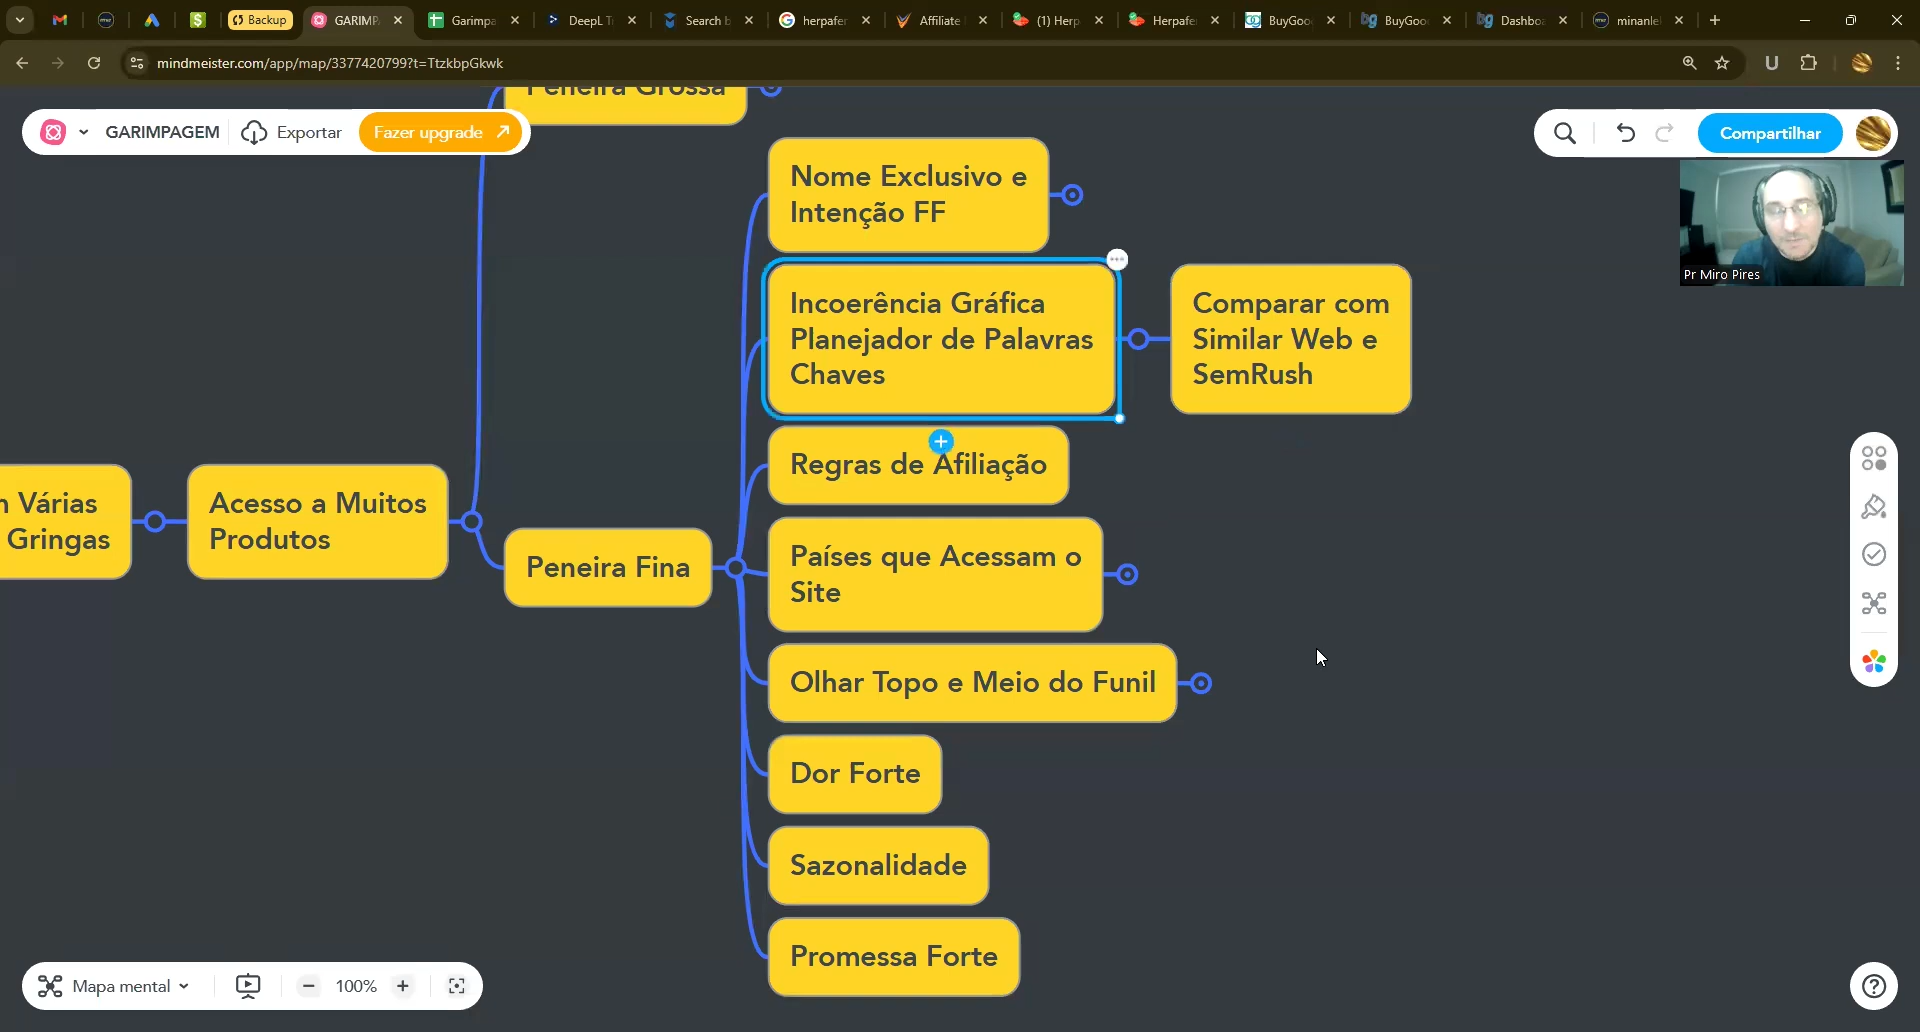 Backup
GARIMP
Garimpa
DeepL T
Search b
herpafer
Affiliate
(1) Herp
Herpafe
BuyGoo
BuyGoo
Dashbo
minanle
mindmeister.com/app/map/3377420799?t=TtzkbpGkwk
U
Peneira Grossa
GARIMPAGEM
Exportar
Fazer upgrade
Compartilhar
Pr Miro Pires
Nome Exclusivo e
Intenção FF
Incoerência Gráfica
Planejador de Palavras
Chaves
Comparar com
Similar Web e
SemRush
Regras de Afiliação
n Várias
Gringas
Acesso a Muitos
Produtos
Peneira Fina
Países que Acessam o
Site
Olhar Topo e Meio do Funil
Dor Forte
Sazonalidade
Promessa Forte
Mapa mental
100%